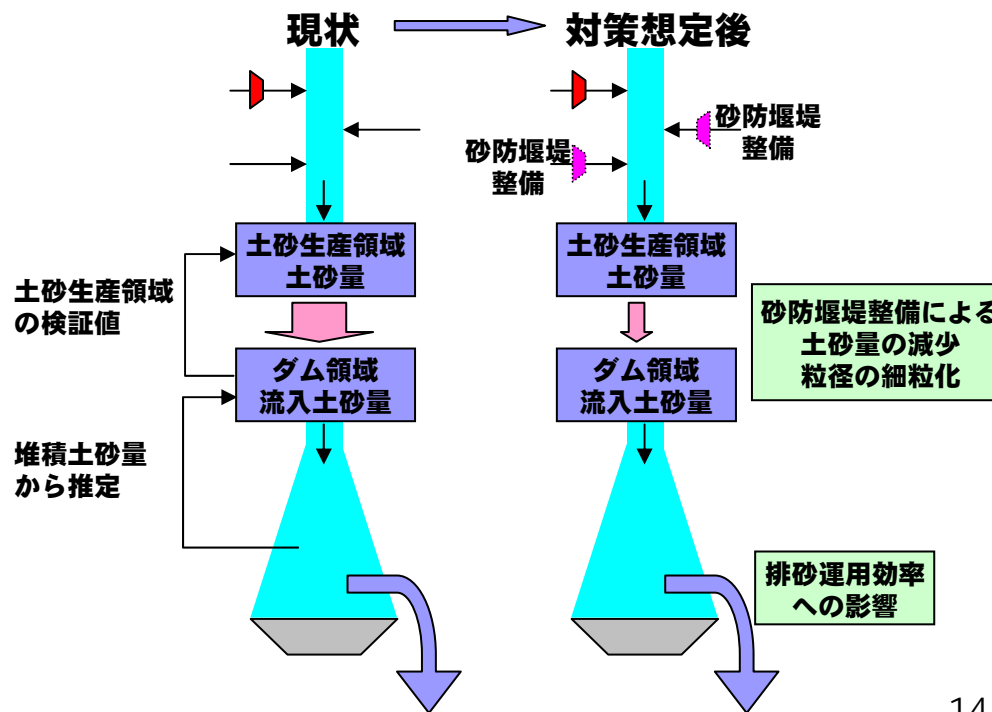 現状
対策想定後
砂防堰堤
整備
砂防堰堤
整備
土砂生産領域
土砂量
土砂生産領域
土砂量
土砂生産領域
の検証値
砂防堰堤整備による
土砂量の減少
粒径の細粒化
ダム領域
流入土砂量
ダム領域
流入土砂量
堆積土砂量
から推定
排砂運用効率
への影響
14